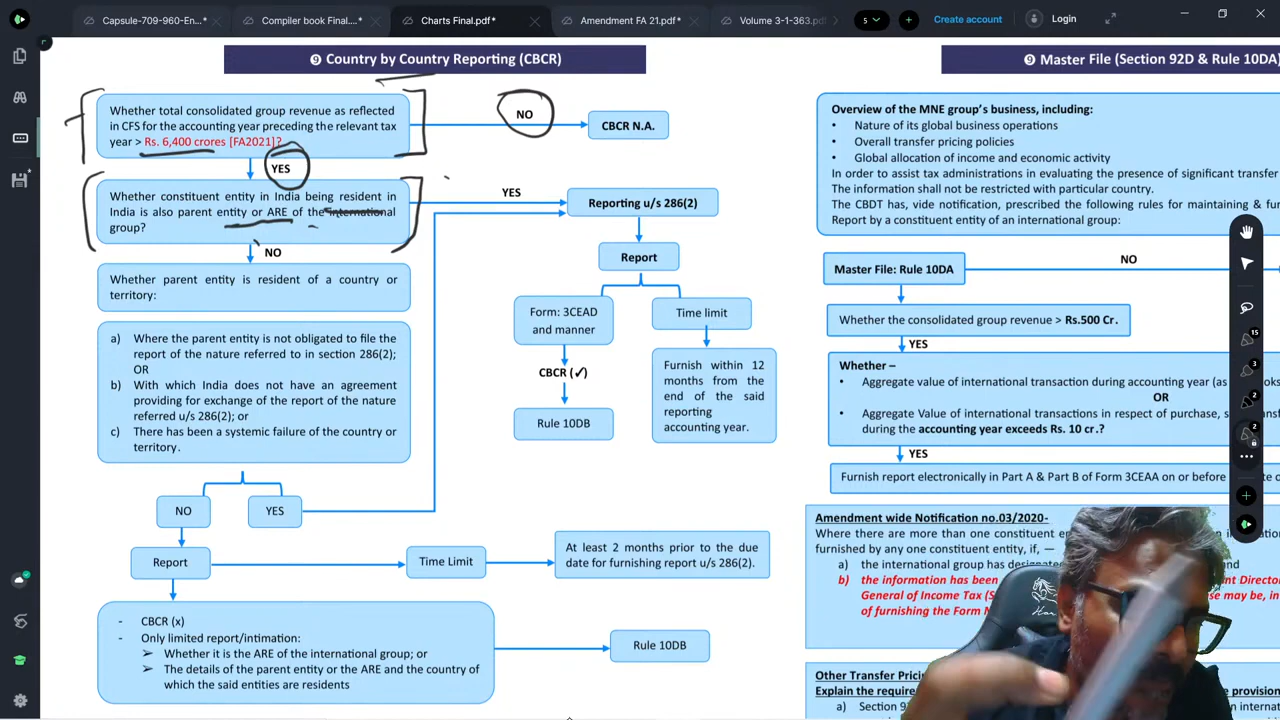 Capsule-709-960-En...*
Compiler book Final....*
Charts Final.pdf*
Amendment FA 21.pdf*
Volume 3-1-363.pdf
5
Create account
Login
❾ Country by Country Reporting (CBCR)
Whether total consolidated group revenue as reflected
in CFS for the accounting year preceding the relevant tax
year > Rs. 6,400 crores [FA2021]?
NO
CBCR N.A.
YES
Whether constituent entity in India being resident in
India is also parent entity or ARE of the international
group?
YES
Reporting u/s 286(2)
NO
Report
Whether parent entity is resident of a country or
territory:
Form: 3CEAD
and manner
Time limit
a) Where the parent entity is not obligated to file the
report of the nature referred to in section 286(2);
OR
b) With which India does not have an agreement
providing for exchange of the report of the nature
referred u/s 286(2); or
c) There has been a systemic failure of the country or
territory.
CBCR (✓)
Rule 10DB
Furnish within 12
months from the
end of the said
reporting
accounting year.
NO
YES
Report
Time Limit
At least 2 months prior to the due
date for furnishing report u/s 286(2).
- CBCR (x)
- Only limited report/intimation:
➢ Whether it is the ARE of the international group; or
➢ The details of the parent entity or the ARE and the country of
which the said entities are residents
Rule 10DB
❾ Master File (Section 92D & Rule 10DA)
Overview of the MNE group's business, including:
• Nature of its global business operations
• Overall transfer pricing policies
• Global allocation of income and economic activity
In order to assist tax administrations in evaluating the presence of significant transfer
The information shall not be restricted with particular country.
The CBDT has, vide notification, prescribed the following rules for maintaining & fur
Report by a constituent entity of an international group:
Master File: Rule 10DA
NO
Whether the consolidated group revenue > Rs.500 Cr.
YES
Whether –
• Aggregate value of international transaction during accounting year (as
OR
• Aggregate Value of international transactions in respect of purchase, s
during the accounting year exceeds Rs. 10 cr.?
YES
Furnish report electronically in Part A & Part B of Form 3CEAA on or before
Amendment wide Notification no.03/2020-
Where there are more than one constituent
furnished by any one constituent entity, if, —
a) the international group has
and
b) the information has been
General of Income Tax
of furnishing the Form
Other Transfer
Explain the
a) Section
15
3
2
2